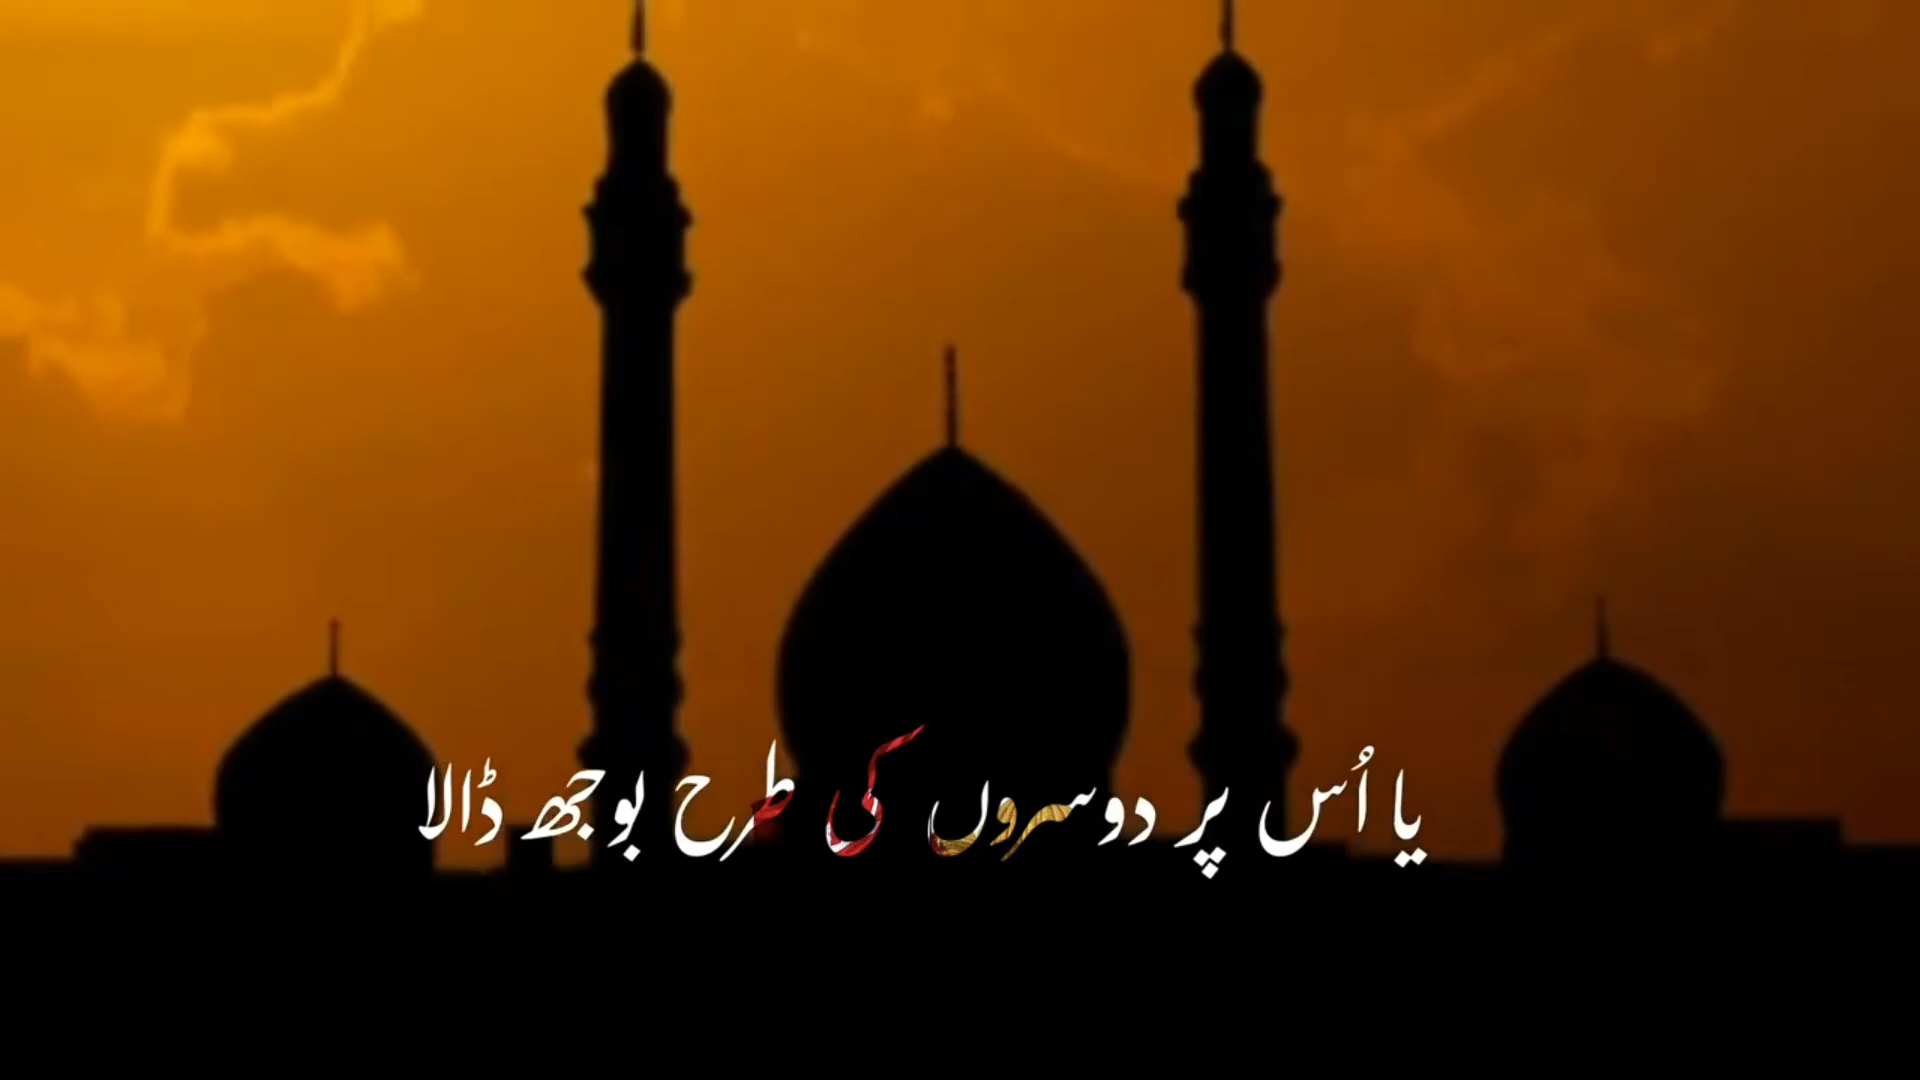 یا اُس پر دوسروں کی طرح بوجھ ڈالا